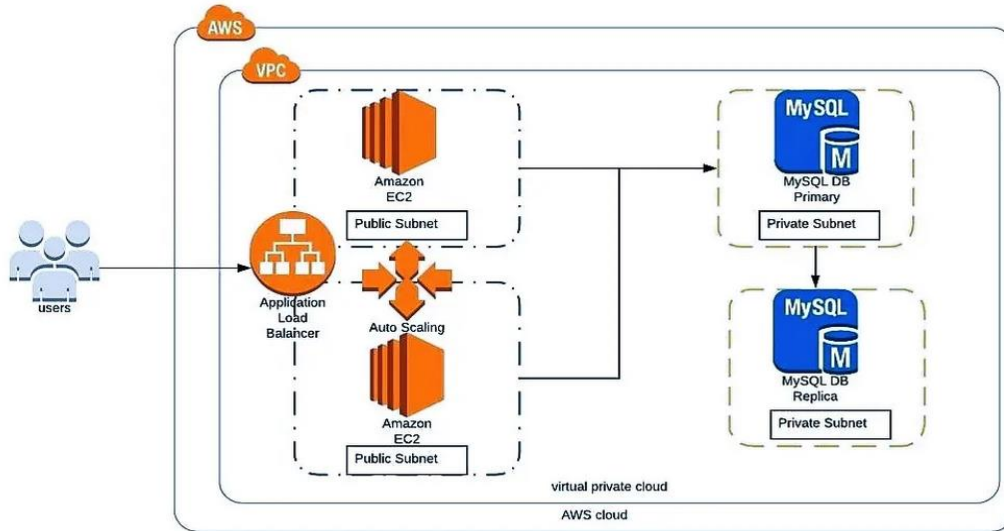 AWS
VPC
Amazon
EC2
Public Subnet
MySQL
M
MySQL DB
Primary
Private Subnet
users
Application
Load
Balancer
Auto Scaling
MySQL
M
MySQL DB
Replica
Private Subnet
Amazon
EC2
Public Subnet
virtual private cloud
AWS cloud